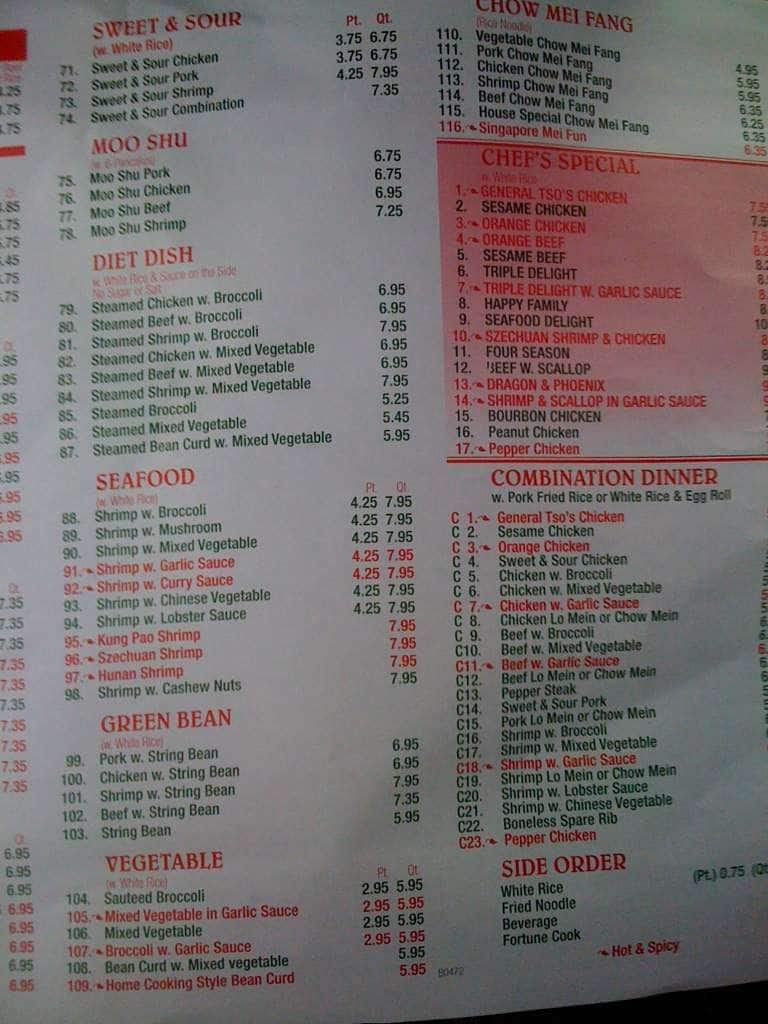 SWEET & SOUR
(w. White Rice) Pt. Qt.
71. Sweet & Sour Chicken 3.75 6.75
72. Sweet & Sour Pork 3.75 6.75
73. Sweet & Sour Shrimp 4.25 7.95
74. Sweet & Sour Combination 7.35
MOO SHU
(w. 6 Pancakes)
75. Moo Shu Pork 6.75
76. Moo Shu Chicken 6.75
77. Moo Shu Beef 6.95
78. Moo Shu Shrimp 7.25
DIET DISH
w. White Rice & Sauce on the Side
No Sugar or Salt
79. Steamed Chicken w. Broccoli 6.95
80. Steamed Beef w. Broccoli 6.95
81. Steamed Shrimp w. Broccoli 7.95
82. Steamed Chicken w. Mixed Vegetable 6.95
83. Steamed Beef w. Mixed Vegetable 6.95
84. Steamed Shrimp w. Mixed Vegetable 7.95
85. Steamed Broccoli 5.25
86. Steamed Mixed Vegetable 5.45
87. Steamed Bean Curd w. Mixed Vegetable 5.95
SEAFOOD
(w. White Rice) Pt. Qt.
88. Shrimp w. Broccoli 4.25 7.95
89. Shrimp w. Mushroom 4.25 7.95
90. Shrimp w. Mixed Vegetable 4.25 7.95
91. Shrimp w. Garlic Sauce 4.25 7.95
92. Shrimp w. Curry Sauce 4.25 7.95
93. Shrimp w. Chinese Vegetable 4.25 7.95
94. Shrimp w. Lobster Sauce 4.25 7.95
95. Kung Pao Shrimp 7.95
96. Szechuan Shrimp 7.95
97. Hunan Shrimp 7.95
98. Shrimp w. Cashew Nuts 7.95
GREEN BEAN
(w. White Rice)
99. Pork w. String Bean 6.95
100. Chicken w. String Bean 6.95
101. Shrimp w. String Bean 7.95
102. Beef w. String Bean 7.35
103. String Bean 5.95
VEGETABLE
(w. White Rice) Pt. Qt.
104. Sauteed Broccoli 2.95 5.95
105. Mixed Vegetable in Garlic Sauce 2.95 5.95
106. Mixed Vegetable 2.95 5.95
107. Broccoli w. Garlic Sauce 2.95 5.95
108. Bean Curd w. Mixed vegetable 5.95
109. Home Cooking Style Bean Curd 5.95
B0472
CHOW MEI FANG
(Rice Noodle)
110. Vegetable Chow Mei Fang 4.95
111. Pork Chow Mei Fang 5.95
112. Chicken Chow Mei Fang 5.95
113. Shrimp Chow Mei Fang 6.35
114. Beef Chow Mei Fang 6.25
115. House Special Chow Mei Fang 6.35
116. Singapore Mei Fun 6.35
CHEF'S SPECIAL
w. White Rice
1. GENERAL TSO'S CHICKEN
2. SESAME CHICKEN
3. ORANGE CHICKEN
4. ORANGE BEEF
5. SESAME BEEF
6. TRIPLE DELIGHT
7. TRIPLE DELIGHT W. GARLIC SAUCE
8. HAPPY FAMILY
9. SEAFOOD DELIGHT
10. SZECHUAN SHRIMP & CHICKEN
11. FOUR SEASON
12. BEEF W. SCALLOP
13. DRAGON & PHOENIX
14. SHRIMP & SCALLOP IN GARLIC SAUCE
15. BOURBON CHICKEN
16. Peanut Chicken
17. Pepper Chicken
COMBINATION DINNER
w. Pork Fried Rice or White Rice & Egg Roll
C 1. General Tso's Chicken
C 2. Sesame Chicken
C 3. Orange Chicken
C 4. Sweet & Sour Chicken
C 5. Chicken w. Broccoli
C 6. Chicken w. Mixed Vegetable
C 7. Chicken w. Garlic Sauce
C 8. Chicken Lo Mein or Chow Mein
C 9. Beef w. Broccoli
C10. Beef w. Mixed Vegetable
C11. Beef w. Garlic Sauce
C12. Beef Lo Mein or Chow Mein
C13. Pepper Steak
C14. Sweet & Sour Pork
C15. Pork Lo Mein or Chow Mein
C16. Shrimp w. Broccoli
C17. Shrimp w. Mixed Vegetable
C18. Shrimp w. Garlic Sauce
C19. Shrimp Lo Mein or Chow Mein
C20. Shrimp w. Lobster Sauce
C21. Shrimp w. Chinese Vegetable
C22. Boneless Spare Rib
C23. Pepper Chicken
SIDE ORDER
White Rice (Pt.) 0.75
Fried Noodle
Beverage
Fortune Cook
Hot & Spicy